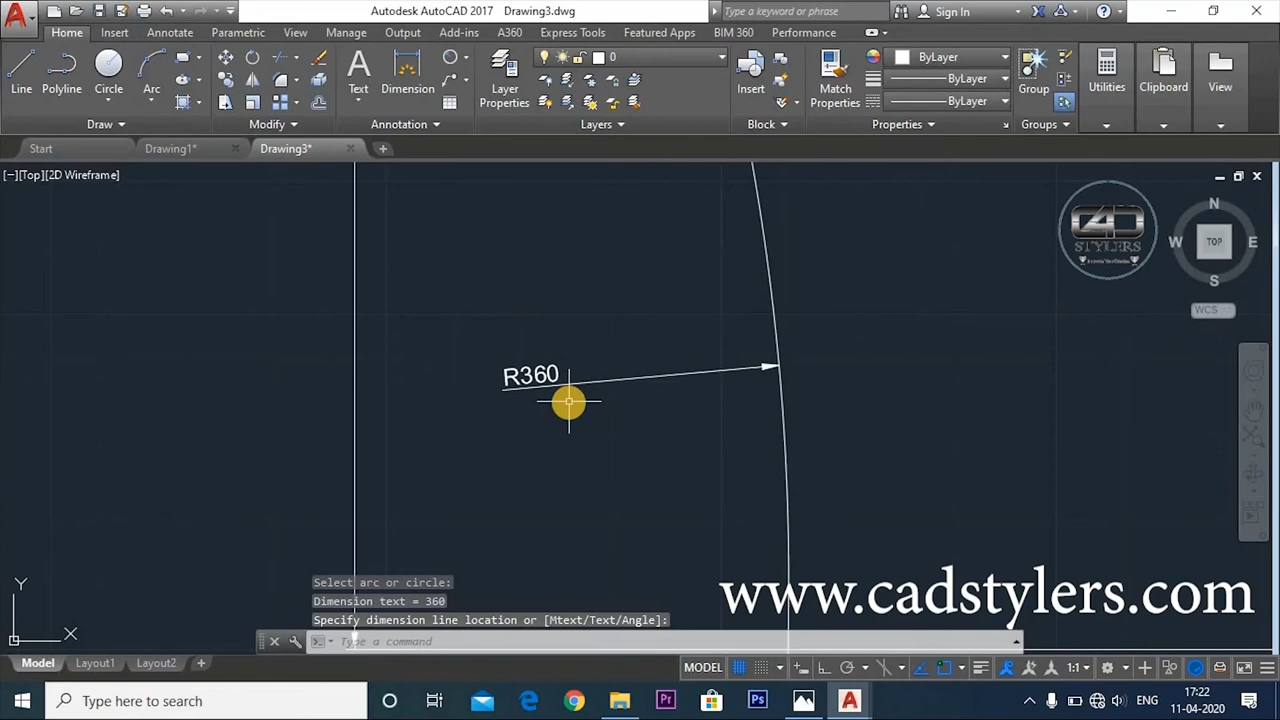 Autodesk AutoCAD 2017 Drawing3.dwg
Type a keyword or phrase
Sign In
Home Insert Annotate Parametric View Manage Output Add-ins A360 Express Tools Featured Apps BIM 360 Performance
Line Polyline Circle Arc
Text Dimension
Layer Properties
0
Insert
Match Properties
ByLayer
ByLayer
ByLayer
Group
Utilities
Clipboard
View
Draw Modify Annotation Layers Block Properties Groups
Start Drawing1* Drawing3*
[−][Top][2D Wireframe]
CAD
STYLERS
N
W TOP E
S
WCS
R360
Y
X
Select arc or circle:
Dimension text = 360
Specify dimension line location or [Mtext/Text/Angle]:
Type a command
www.cadstylers.com
Model Layout1 Layout2
MODEL 1:1
Type here to search
Pr
Ps
A
ENG
17:22
11-04-2020